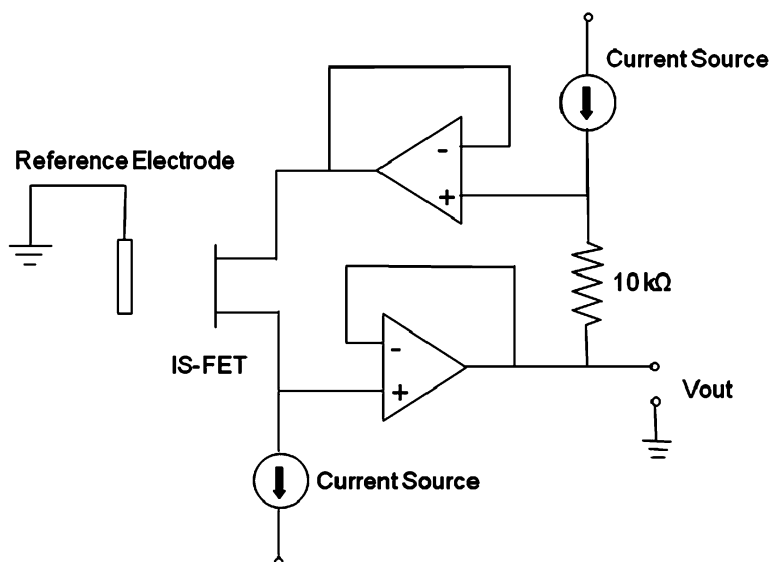 Current Source
Reference Electrode
-
+
10 kΩ
-
+
IS-FET
Vout
Current Source